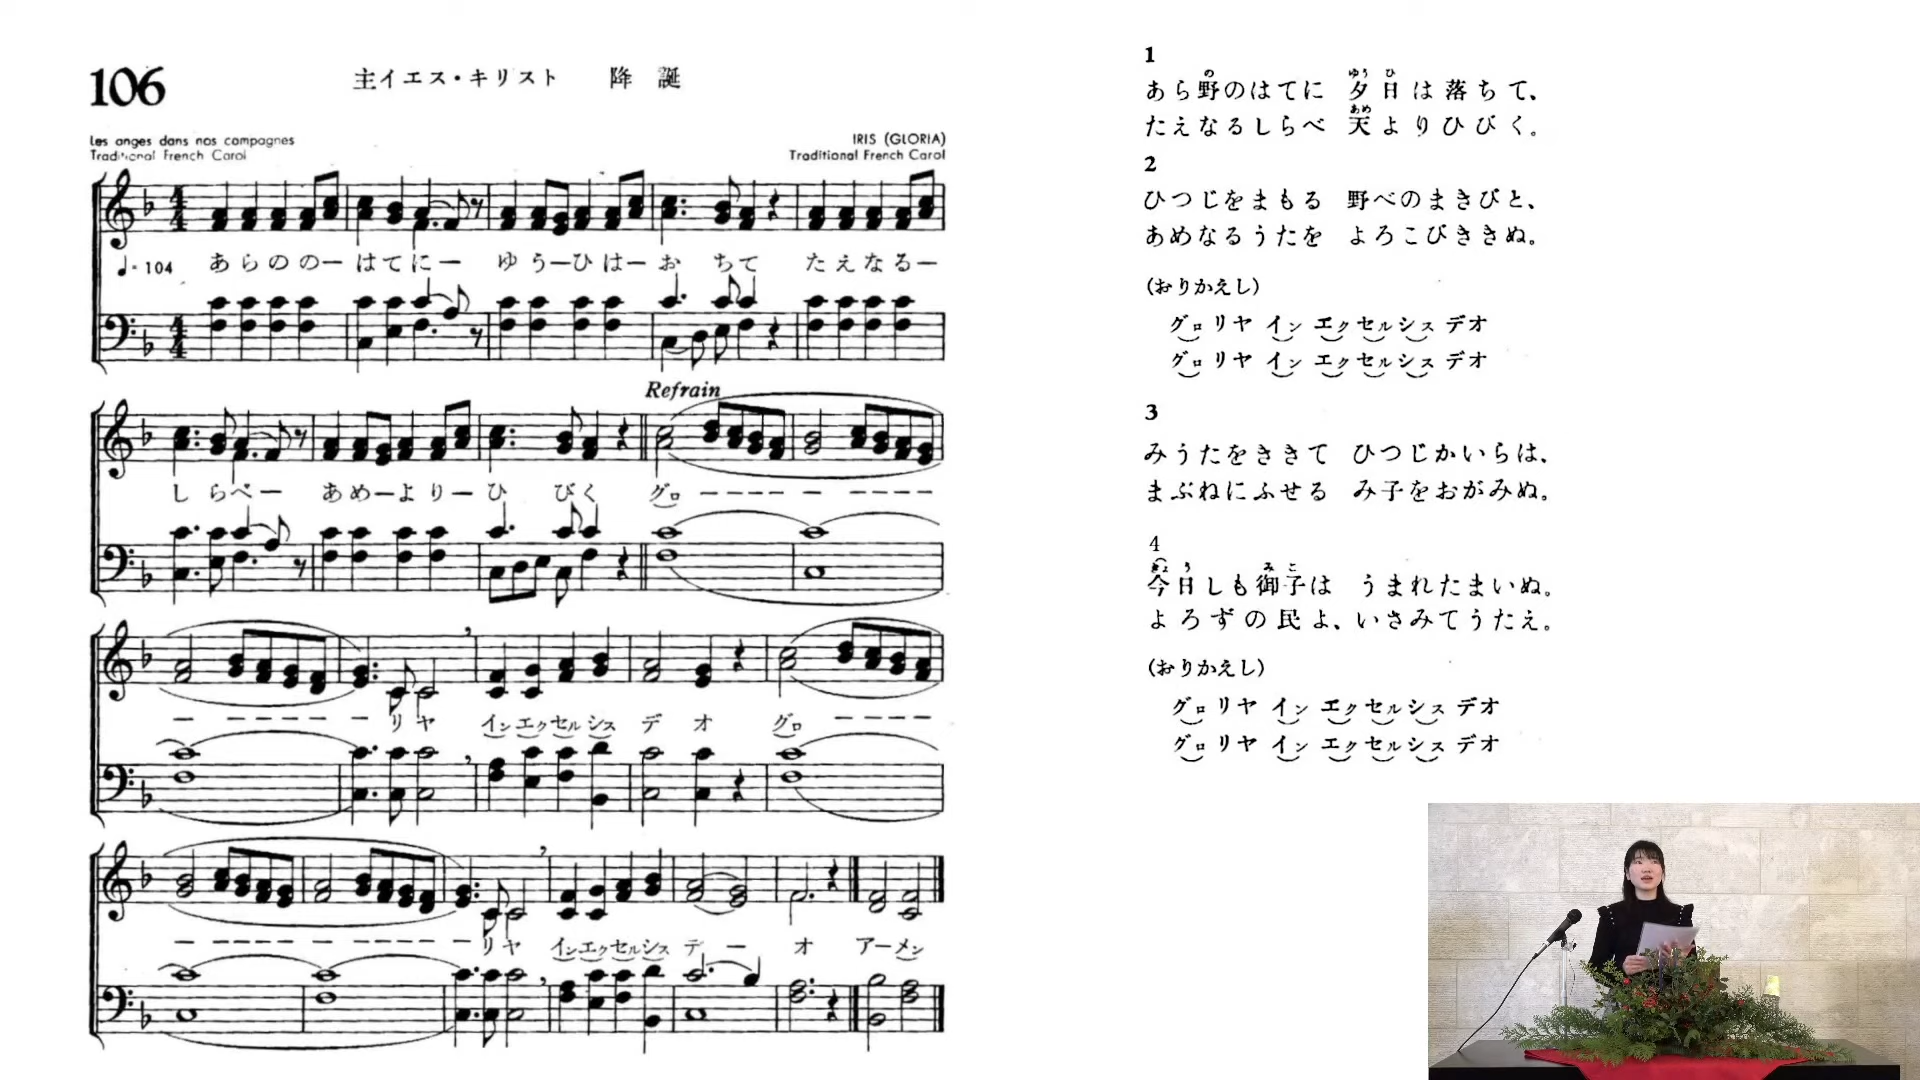 106
主イエス・キリスト 降 誕
Les anges dans nos campagnes
Traditional French Carol
IRIS (GLORIA)
Traditional French Carol
♩=104
あらのの―はてに― ゆう―ひは―お ちて たえなる―
Refrain
しらべ― あめ―より―ひ びく グロ ― ― ― ― ― ― ― ― ―
― ― ― ― ― ― リヤ インエクセルシス デ オ グロ ― ― ― ―
― ― ― ― ― ― ― ― ― ― ― リヤ インエクセルシス デ ― オ アーメン
1
あら野のはてに 夕日は落ちて、
たえなるしらべ 天よりひびく。
2
ひつじをまもる 野べのまきびと、
あめなるうたを よろこびききぬ。
(おりかえし)
グロリヤ イン エクセルシス デオ
グロリヤ イン エクセルシス デオ
3
みうたをききて ひつじかいらは、
まぶねにふせる み子をおがみぬ。
4
今日しも御子は うまれたまいぬ。
よろずの民よ、いさみてうたえ。
(おりかえし)
グロリヤ イン エクセルシス デオ
グロリヤ イン エクセルシス デオ